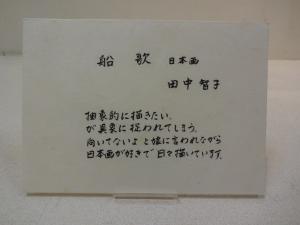 船歌 日本画
田中智子
抽象的に描きたい。
が具象に捉われてしまう。
向いてないよと娘に言われながら
日本画が好きで日々描いています。